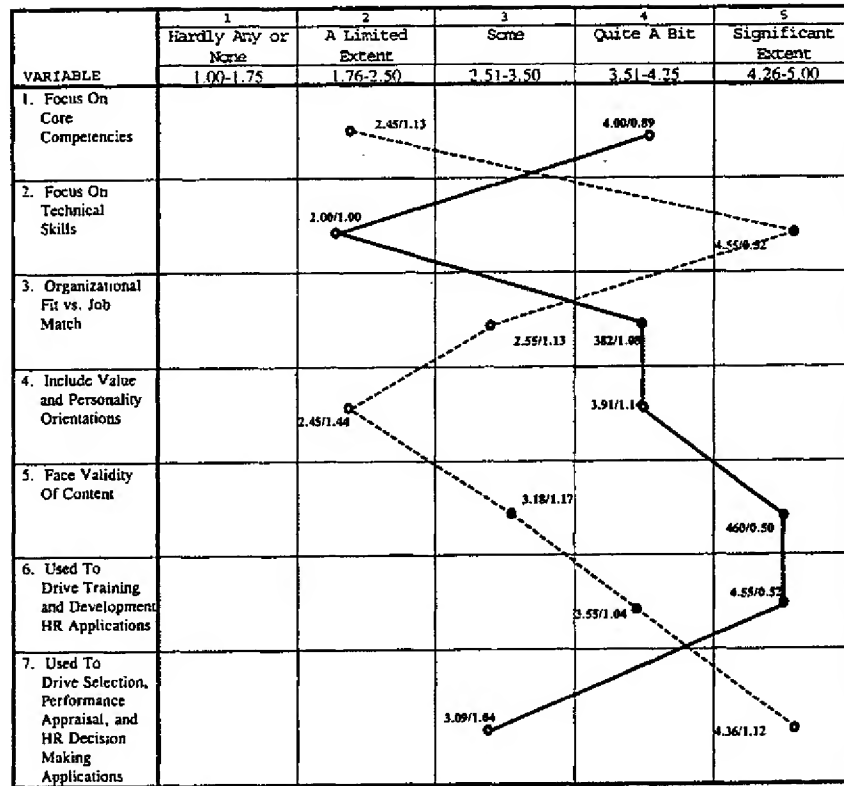 1 2 3 4 5
Hardly Any or None A Limited Extent Some Quite A Bit Significant Extent
VARIABLE 1.00-1.75 1.76-2.50 2.51-3.50 3.51-4.75 4.26-5.00
1. Focus On
Core
Competencies
2.45/1.13 4.00/0.89
2. Focus On
Technical
Skills
2.00/1.00 4.55/0.52
3. Organizational
Fit vs. Job
Match
2.55/1.13 382/1.08
4. Include Value
and Personality
Orientations
2.45/1.44 3.91/1.1
5. Face Validity
Of Content
3.18/1.17 460/0.50
6. Used To
Drive Training
and Development
HR Applications
3.55/1.04 4.55/0.52
7. Used To
Drive Selection,
Performance
Appraisal, and
HR Decision
Making
Applications
3.09/1.04 4.36/1.12